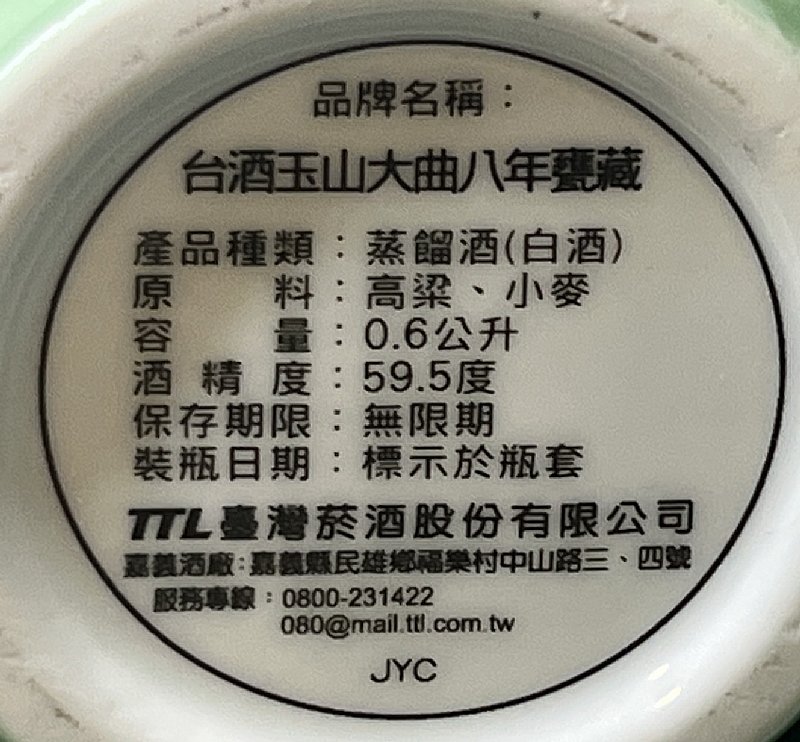 品牌名稱：
台酒玉山大曲八年甕藏
產品種類：蒸餾酒(白酒)
原料：高粱、小麥
容量：0.6公升
酒精度：59.5度
保存期限：無限期
裝瓶日期：標示於瓶套
TTL臺灣菸酒股份有限公司
嘉義酒廠：嘉義縣民雄鄉福樂村中山路三、四號
服務專線：0800-231422
080@mail.ttl.com.tw
JYC